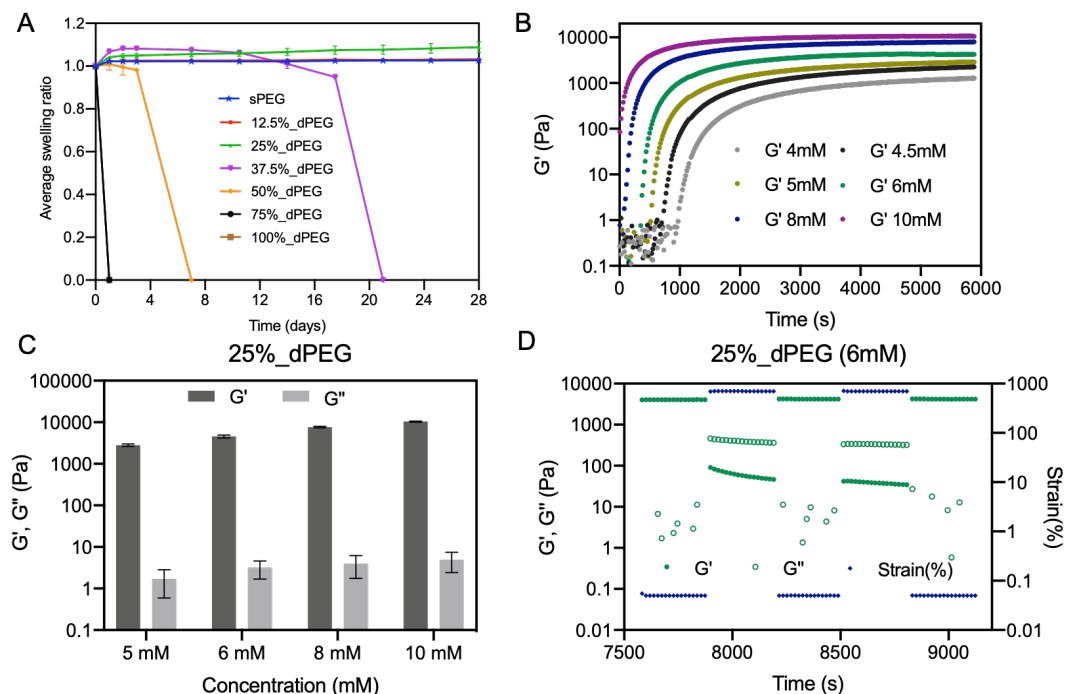 A
1.2
1.0
0.8
0.6
0.4
0.2
0.0
Average swelling ratio
sPEG
12.5%_dPEG
25%_dPEG
37.5%_dPEG
50%_dPEG
75%_dPEG
100%_dPEG
0 4 8 12 16 20 24 28
Time (days)
B
10000
1000
100
10
1
0.1
G' (Pa)
G' 4mM G' 4.5mM
G' 5mM G' 6mM
G' 8mM G' 10mM
0 1000 2000 3000 4000 5000 6000
Time (s)
C
25%_dPEG
100000
10000
1000
100
10
1
0.1
G', G" (Pa)
G' G"
5 mM 6 mM 8 mM 10 mM
Concentration (mM)
D
25%_dPEG (6mM)
10000
1000
100
10
1
0.1
0.01
G', G" (Pa)
1000
100
10
1
0.1
0.01
Strain(%)
G' G" Strain(%)
7500 8000 8500 9000
Time (s)